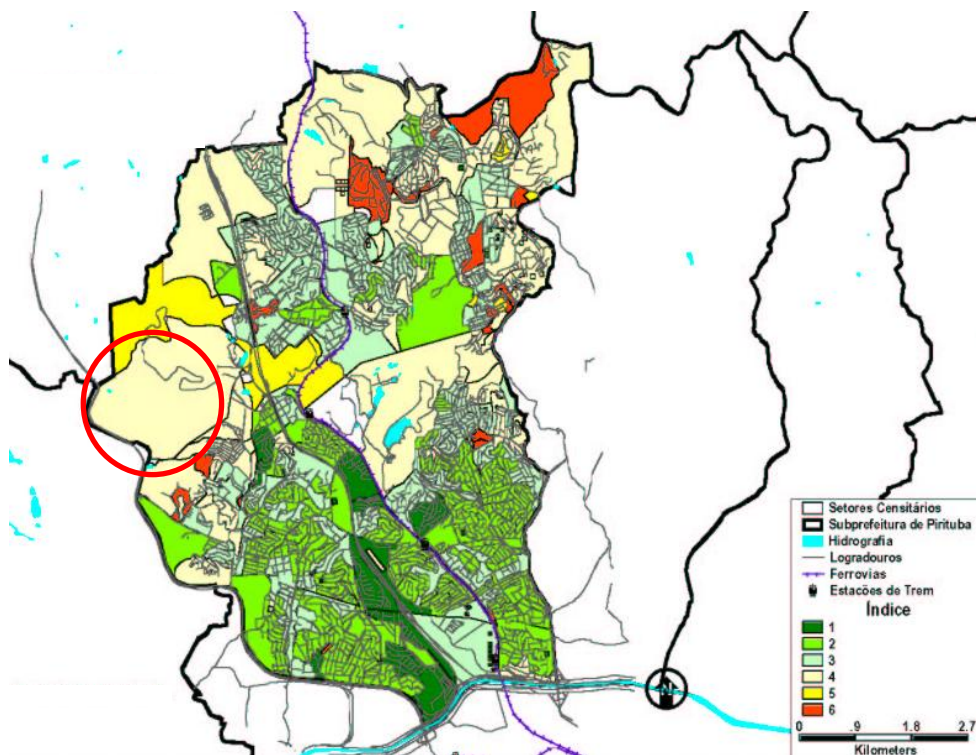 Setores Censitários
Subprefeitura de Pirituba
Hidrografia
Logradouros
Ferrovias
Estacões de Trem
Índice
1
2
3
4
5
6
N
0 .9 1.8 2.7
Kilometers